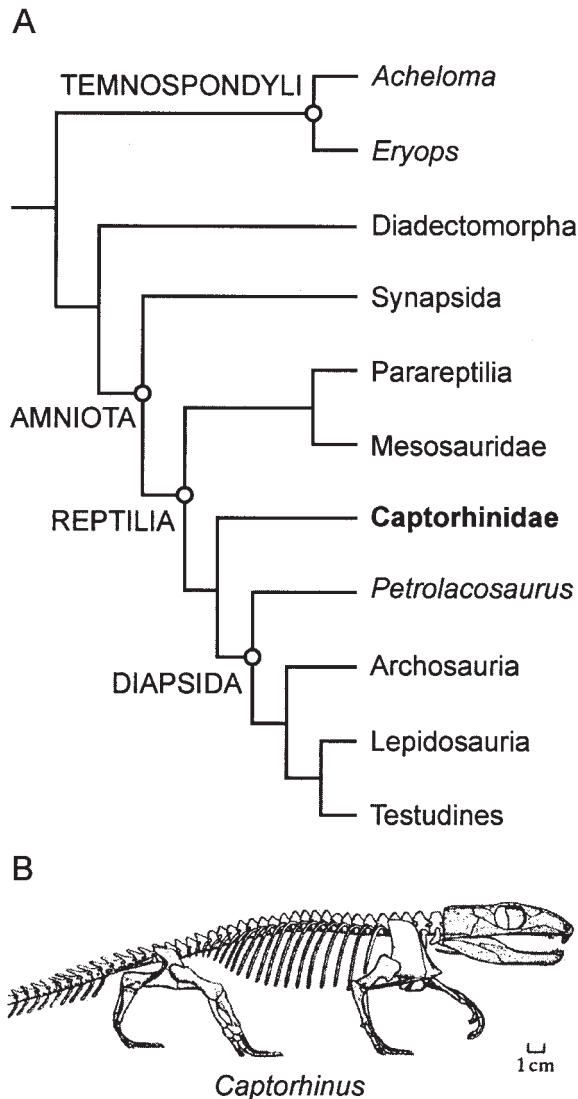 A
TEMNOSPONDYLI
Acheloma
Eryops
Diadectomorpha
Synapsida
AMNIOTA
Parareptilia
Mesosauridae
REPTILIA
Captorhinidae
Petrolacosaurus
DIAPSIDA
Archosauria
Lepidosauria
Testudines
B
1 cm
Captorhinus